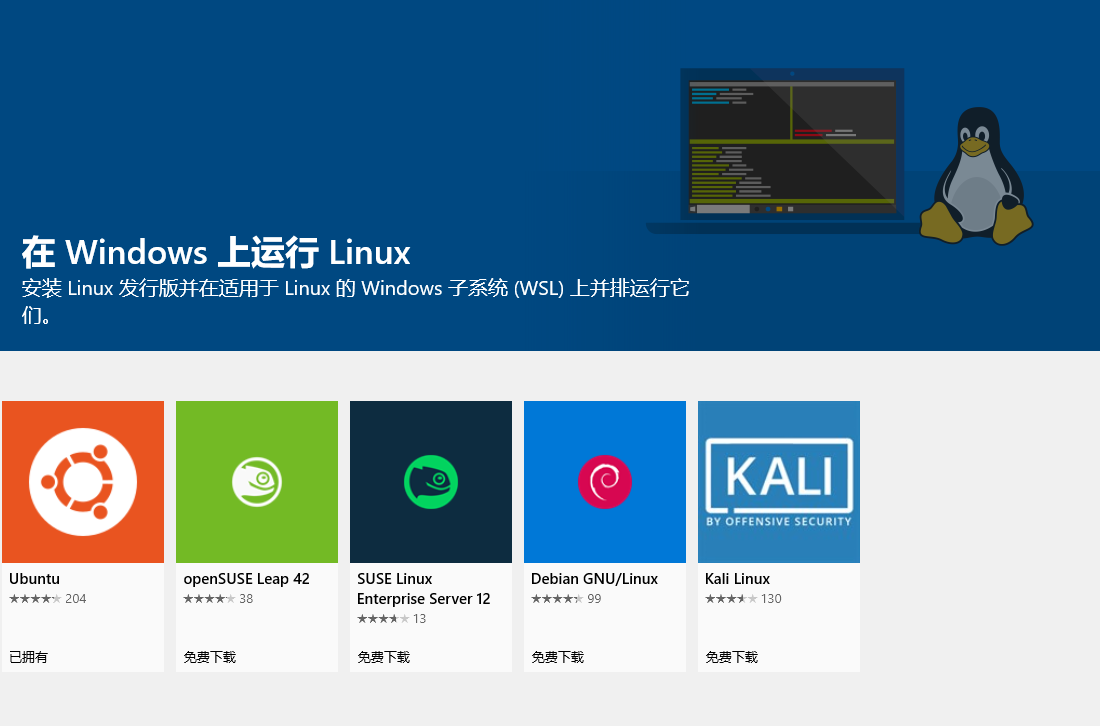 在 Windows 上运行 Linux
安装 Linux 发行版并在适用于 Linux 的 Windows 子系统 (WSL) 上并排运行它
们。
KALI
BY OFFENSIVE SECURITY
Ubuntu
204
已拥有
openSUSE Leap 42
38
免费下载
SUSE Linux
Enterprise Server 12
13
免费下载
Debian GNU/Linux
99
免费下载
Kali Linux
130
免费下载